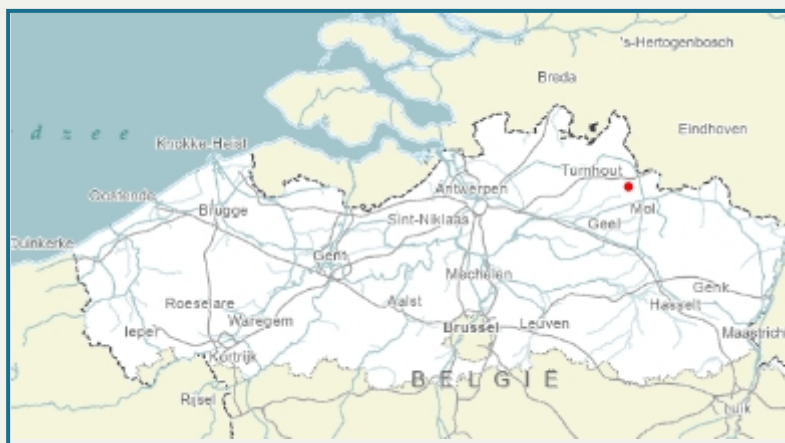 's-Hertogenbosch
Breda
d z e e
Eindhoven
Knokke-Heist
Turnhout
Antwerpen
Oostende
Brugge
Sint-Niklaas
Mol
Geel
Duinkerke
Gent
Mechelen
Genk
Roeselare
Aalst
Hasselt
Waregem
Brussel
Leuven
Ieper
Maastrich
Kortrijk
BELGIË
Rijsel
Luik